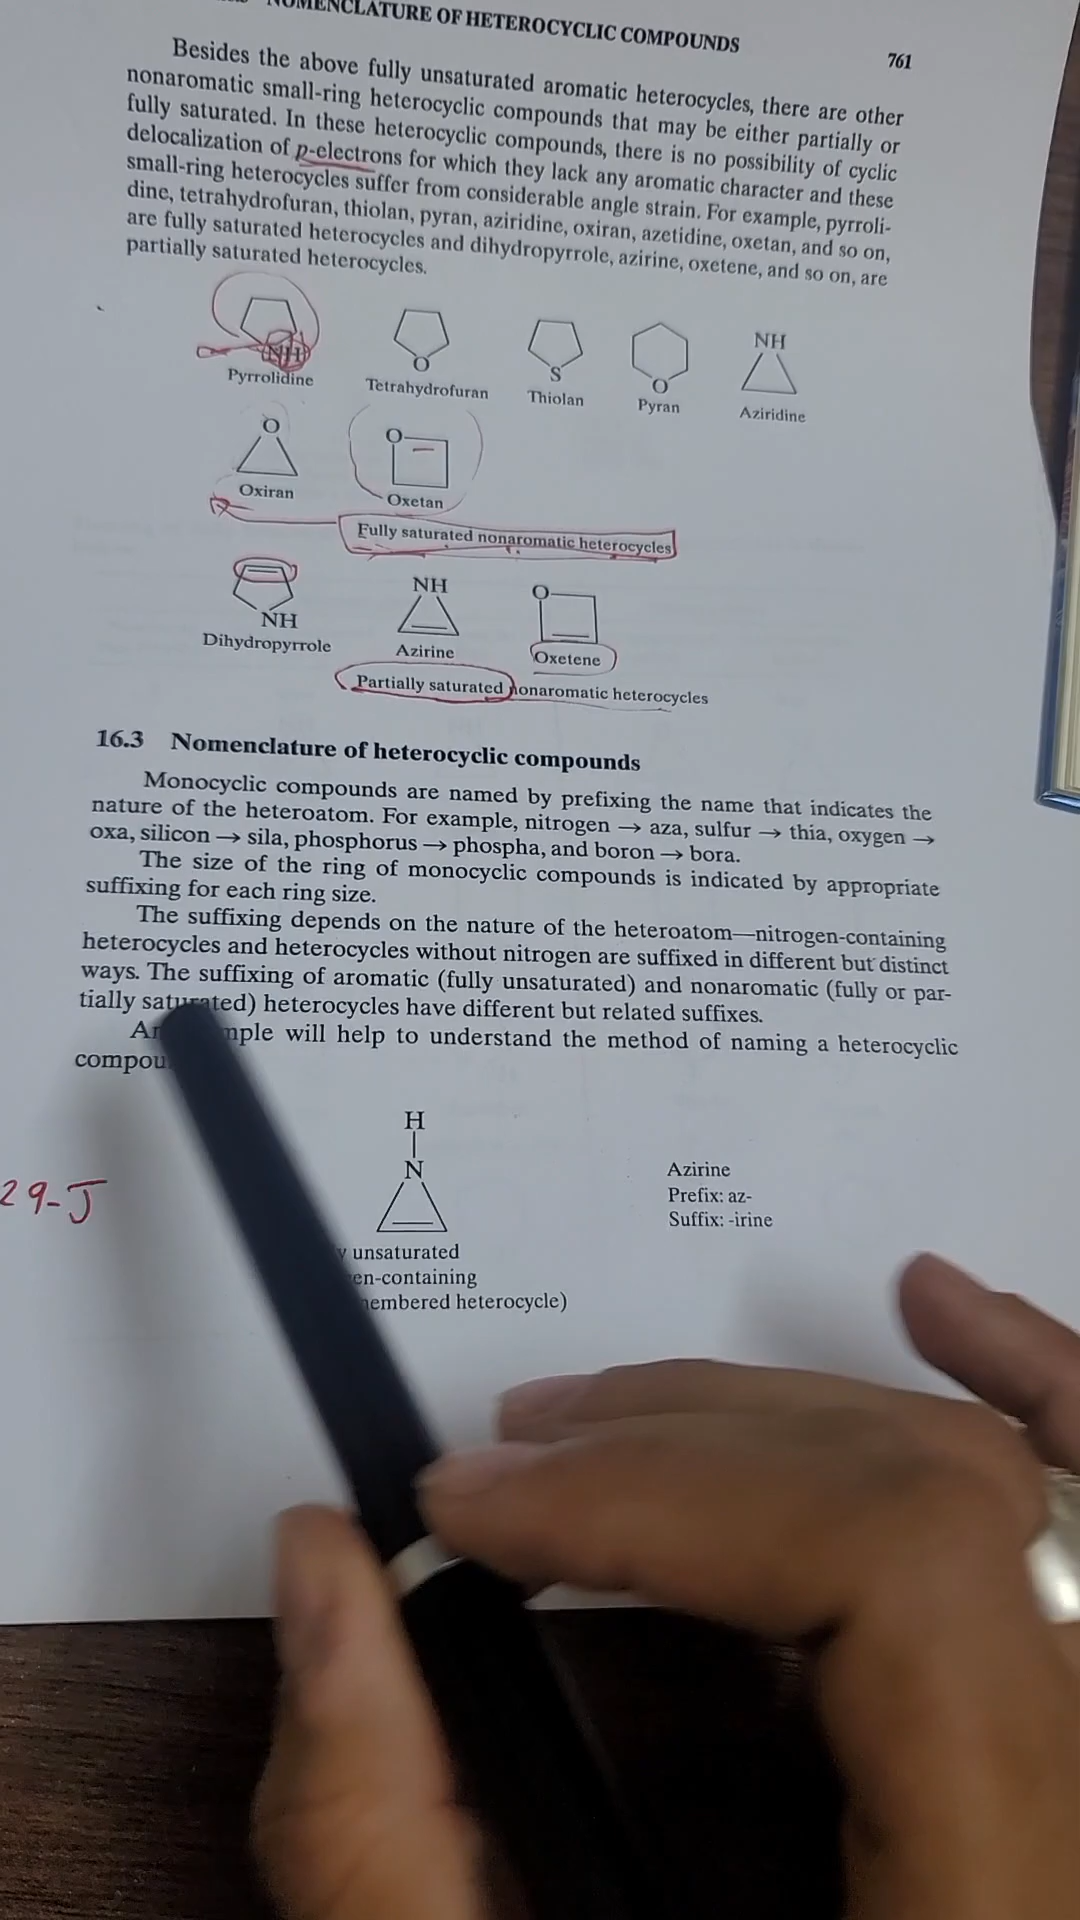 NOMENCLATURE OF HETEROCYCLIC COMPOUNDS
761
Besides the above fully unsaturated aromatic heterocycles, there are other
nonaromatic small-ring heterocyclic compounds that may be either partially or
fully saturated. In these heterocyclic compounds, there is no possibility of cyclic
delocalization of p-electrons for which they lack any aromatic character and these
small-ring heterocycles suffer from considerable angle strain. For example, pyrroli-
dine, tetrahydrofuran, thiolan, pyran, aziridine, oxiran, azetidine, oxetan, and so on,
are fully saturated heterocycles and dihydropyrrole, azirine, oxetene, and so on, are
partially saturated heterocycles.
NH
O
S
O
NH
Pyrrolidine
Tetrahydrofuran
Thiolan
Pyran
Aziridine
O
O
Oxiran
Oxetan
Fully saturated nonaromatic heterocycles
NH
NH
O
Dihydropyrrole
Azirine
Oxetene
Partially saturated nonaromatic heterocycles
16.3 Nomenclature of heterocyclic compounds
Monocyclic compounds are named by prefixing the name that indicates the
nature of the heteroatom. For example, nitrogen → aza, sulfur → thia, oxygen →
oxa, silicon → sila, phosphorus → phospha, and boron → bora.
The size of the ring of monocyclic compounds is indicated by appropriate
suffixing for each ring size.
The suffixing depends on the nature of the heteroatom—nitrogen-containing
heterocycles and heterocycles without nitrogen are suffixed in different but distinct
ways. The suffixing of aromatic (fully unsaturated) and nonaromatic (fully or par-
tially saturated) heterocycles have different but related suffixes.
will help to understand the method of naming a heterocyclic
H
N
Azirine
Prefix: az-
Suffix: -irine
29-J
unsaturated
heterocycle)